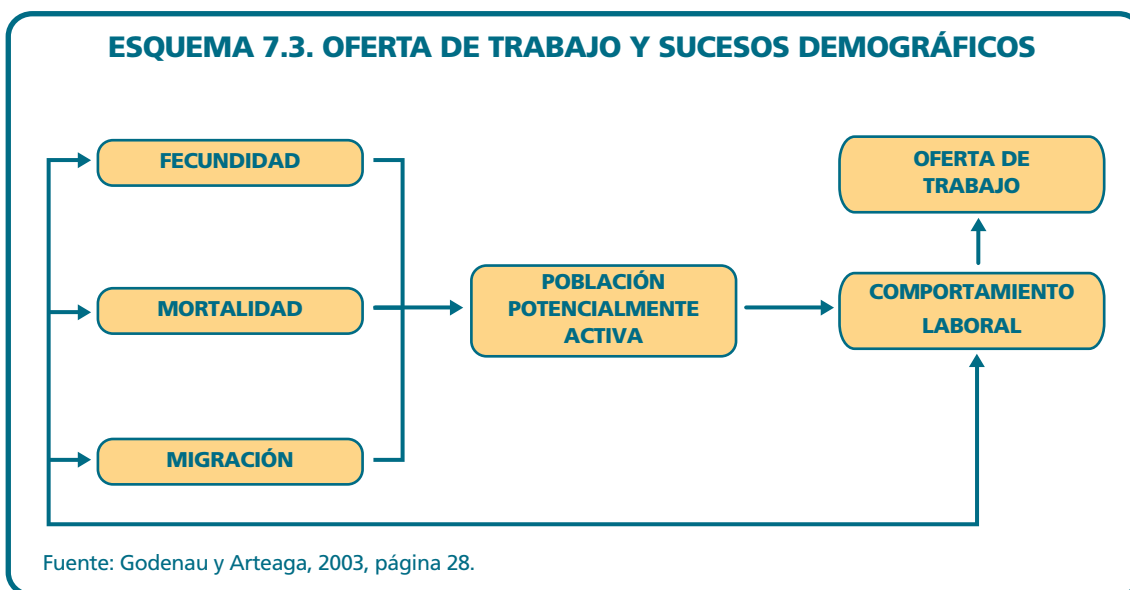 ESQUEMA 7.3. OFERTA DE TRABAJO Y SUCESOS DEMOGRÁFICOS
FECUNDIDAD
MORTALIDAD
MIGRACIÓN
POBLACIÓN
POTENCIALMENTE
ACTIVA
OFERTA DE
TRABAJO
COMPORTAMIENTO
LABORAL
Fuente: Godenau y Arteaga, 2003, página 28.